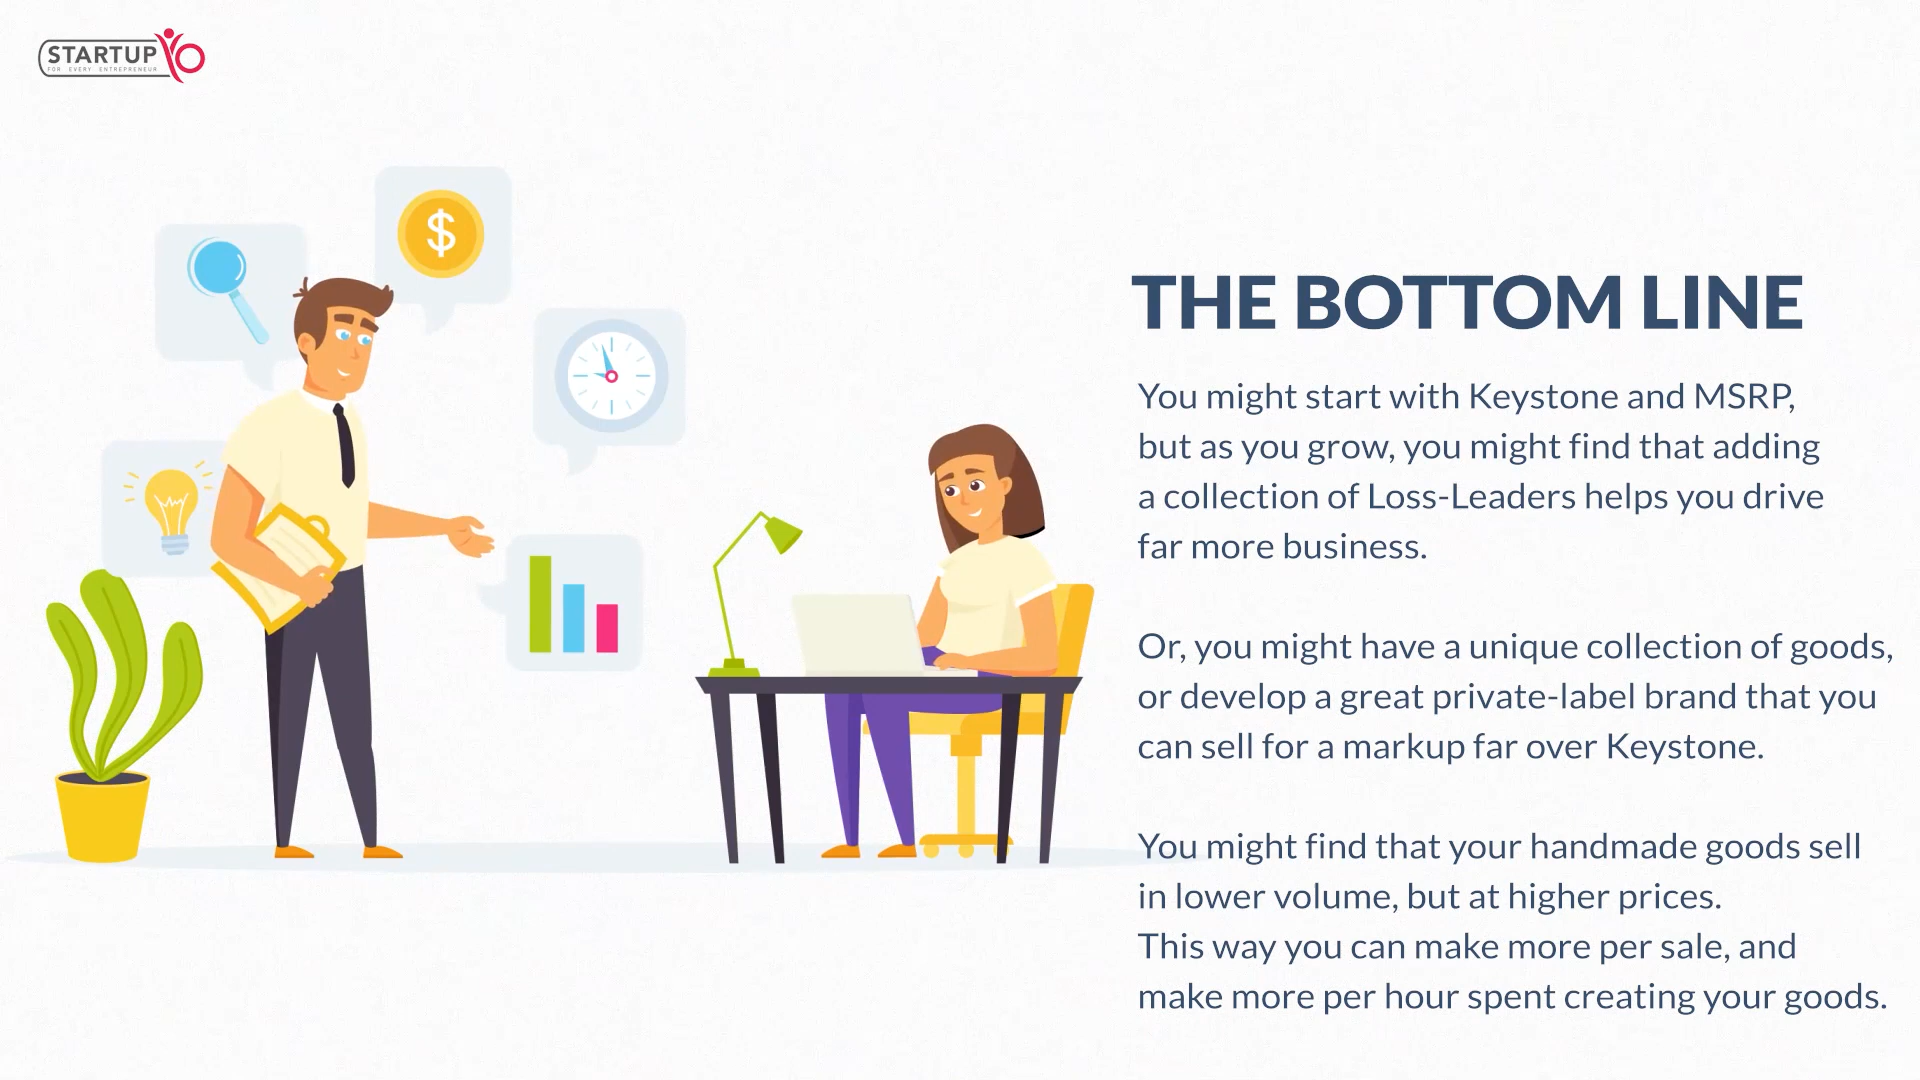 STARTUP
FOR EVERY ENTREPRENEUR
THE BOTTOM LINE
You might start with Keystone and MSRP,
but as you grow, you might find that adding
a collection of Loss-Leaders helps you drive
far more business.
Or, you might have a unique collection of goods,
or develop a great private-label brand that you
can sell for a markup far over Keystone.
You might find that your handmade goods sell
in lower volume, but at higher prices.
This way you can make more per sale, and
make more per hour spent creating your goods.
$